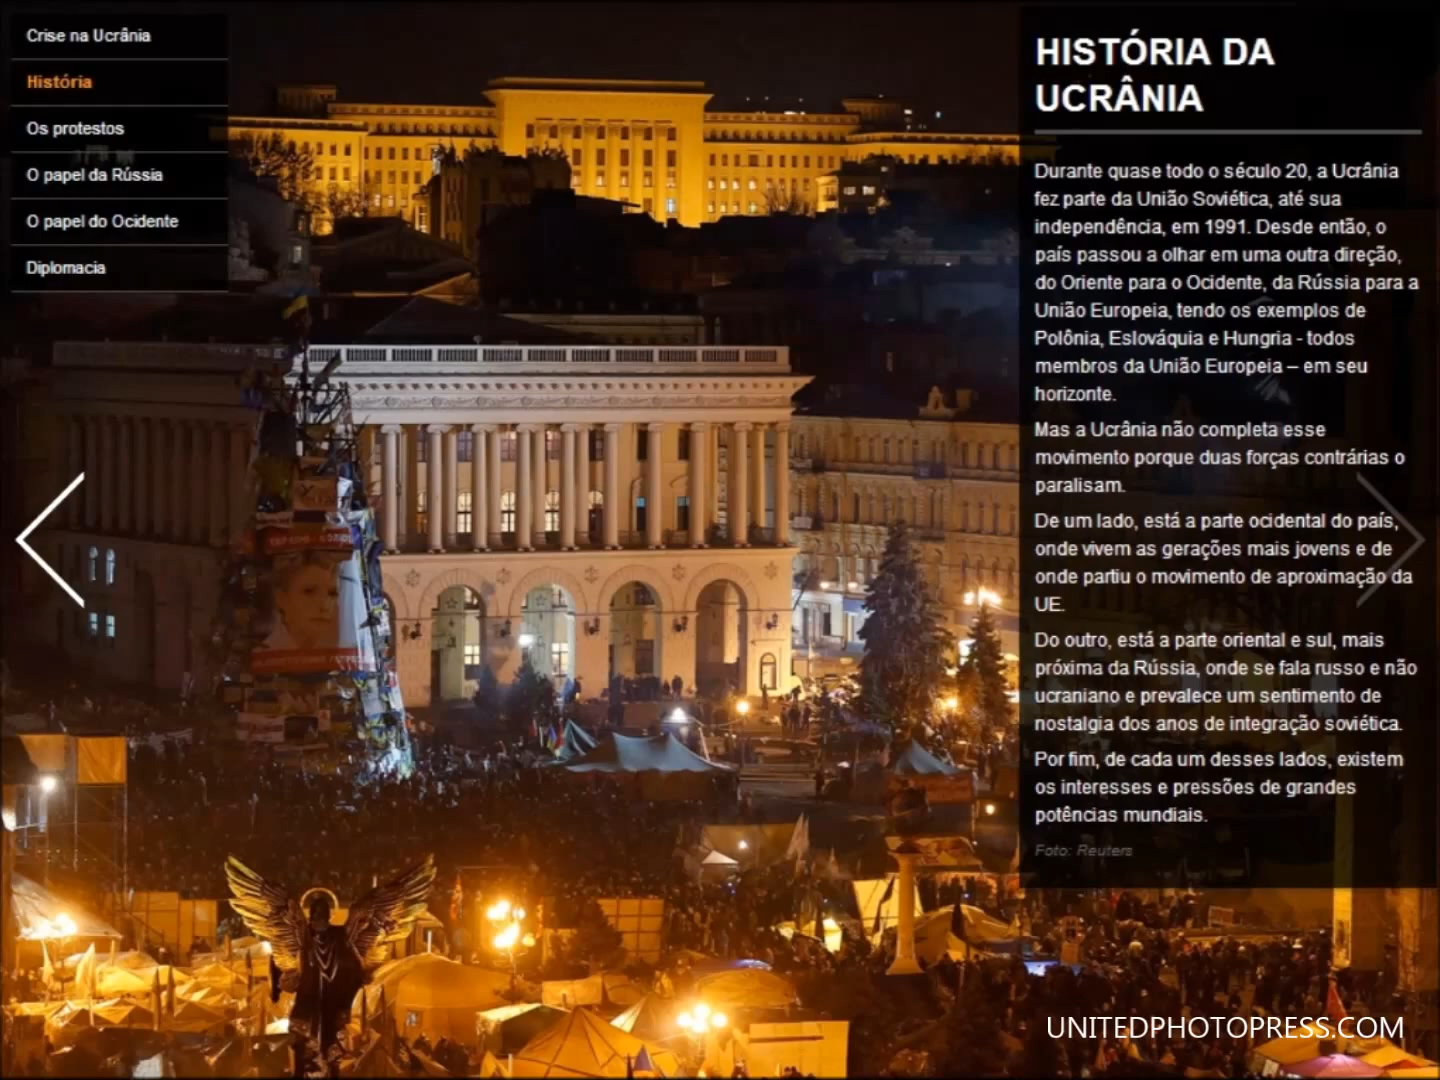 Crise na Ucrânia
História
Os protestos
O papel da Rússia
O papel do Ocidente
Diplomacia
HISTÓRIA DA
UCRÂNIA
Durante quase todo o século 20, a Ucrânia
fez parte da União Soviética, até sua
independência, em 1991. Desde então, o
país passou a olhar em uma outra direção,
do Oriente para o Ocidente, da Rússia para a
União Europeia, tendo os exemplos de
Polônia, Eslováquia e Hungria - todos
membros da União Europeia – em seu
horizonte.
Mas a Ucrânia não completa esse
movimento porque duas forças contrárias o
paralisam.
De um lado, está a parte ocidental do país,
onde vivem as gerações mais jovens e de
onde partiu o movimento de aproximação da
UE.
Do outro, está a parte oriental e sul, mais
próxima da Rússia, onde se fala russo e não
ucraniano e prevalece um sentimento de
nostalgia dos anos de integração soviética.
Por fim, de cada um desses lados, existem
os interesses e pressões de grandes
potências mundiais.
Foto: Reuters
UNITEDPHOTOPRESS.COM